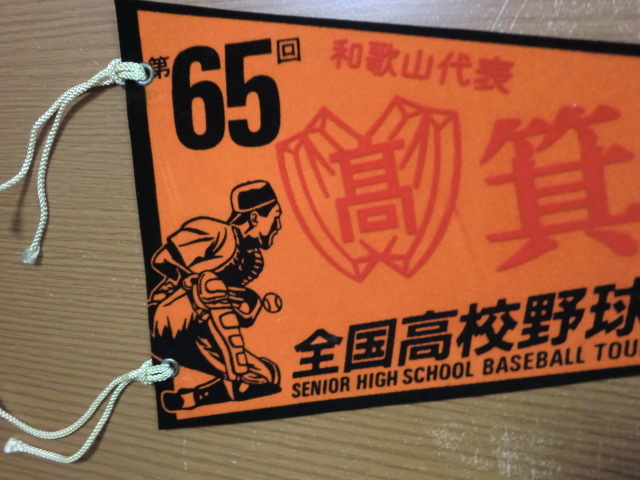 第65回
和歌山代表
高
箕
全国高校野球
SENIOR HIGH SCHOOL BASEBALL TOU